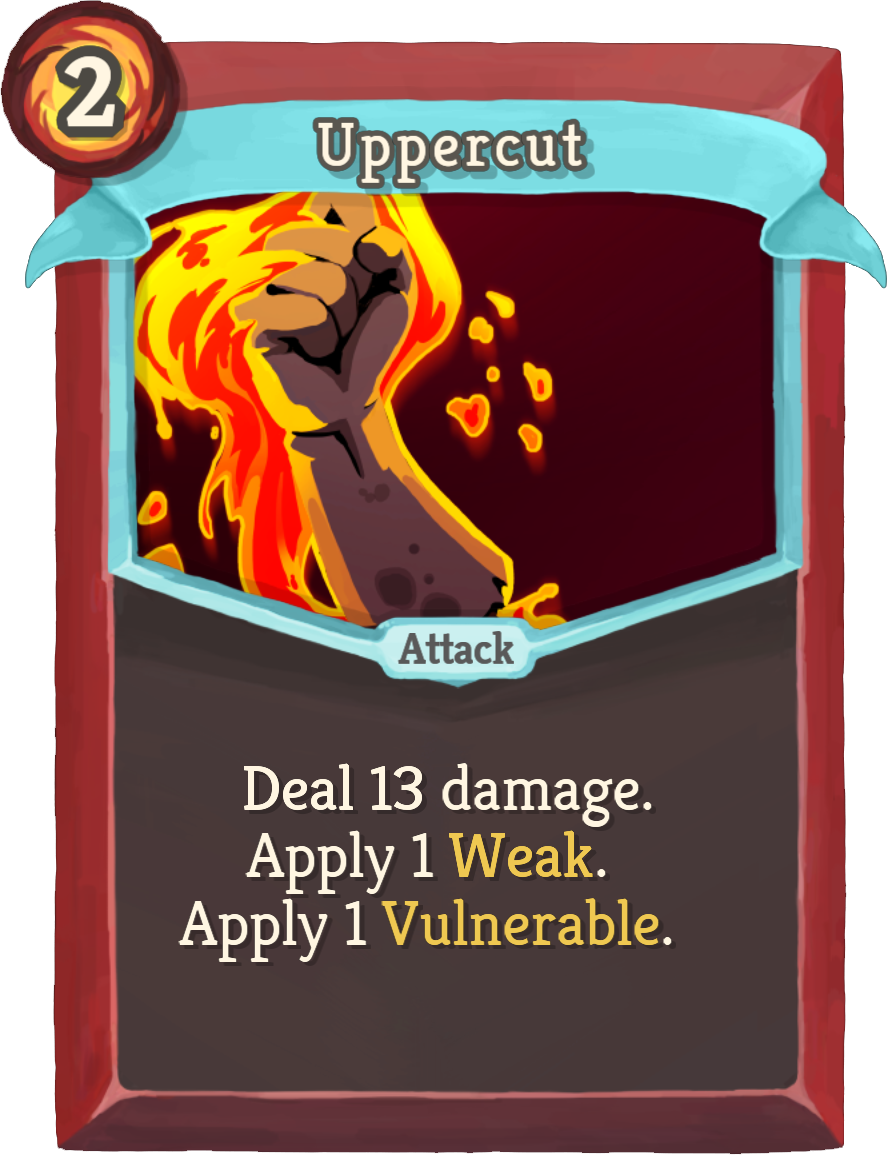 2
Uppercut
Attack
Deal 13 damage.
Apply 1 Weak.
Apply 1 Vulnerable.